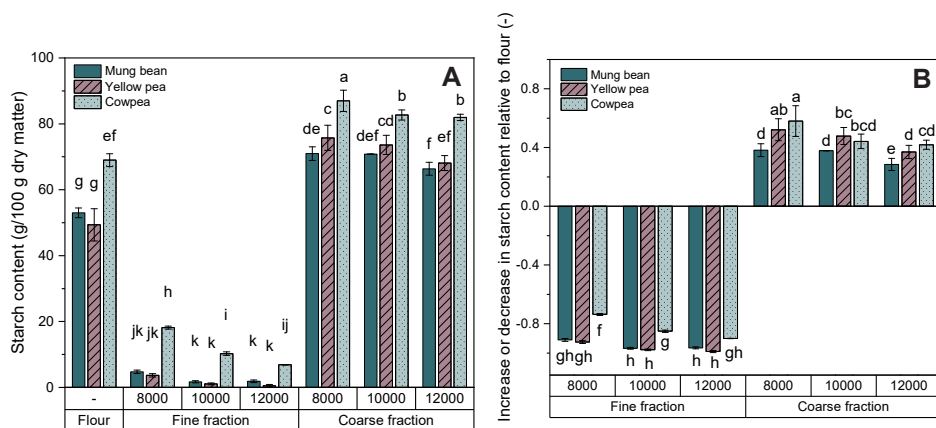 Starch content (g/100 g dry matter)
100
80
60
40
20
0
Mung bean
Yellow pea
Cowpea
A
g g ef
jk jk h
k k i
k k ij
de c a
def cd b
f ef b
- 8000 10000 12000 8000 10000 12000
Flour Fine fraction Coarse fraction
Increase or decrease in starch content relative to flour (-)
0.8
0.4
0.0
-0.4
-0.8
Mung bean
Yellow pea
Cowpea
B
d ab a
d bc bcd
e d cd
gh gh f
h h g
h h gh
8000 10000 12000 8000 10000 12000
Fine fraction Coarse fraction